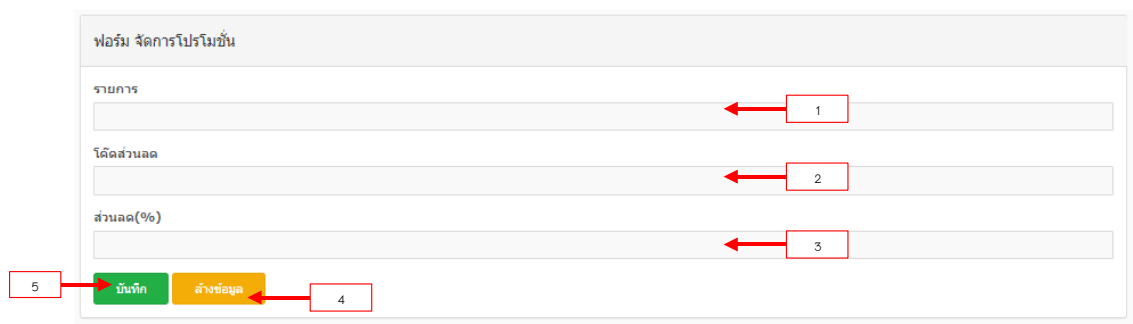 ฟอร์ม จัดการโปรโมชั่น
รายการ
1
โค๊ดส่วนลด
2
ส่วนลด(%)
3
5 บันทึก ล้างข้อมูล 4